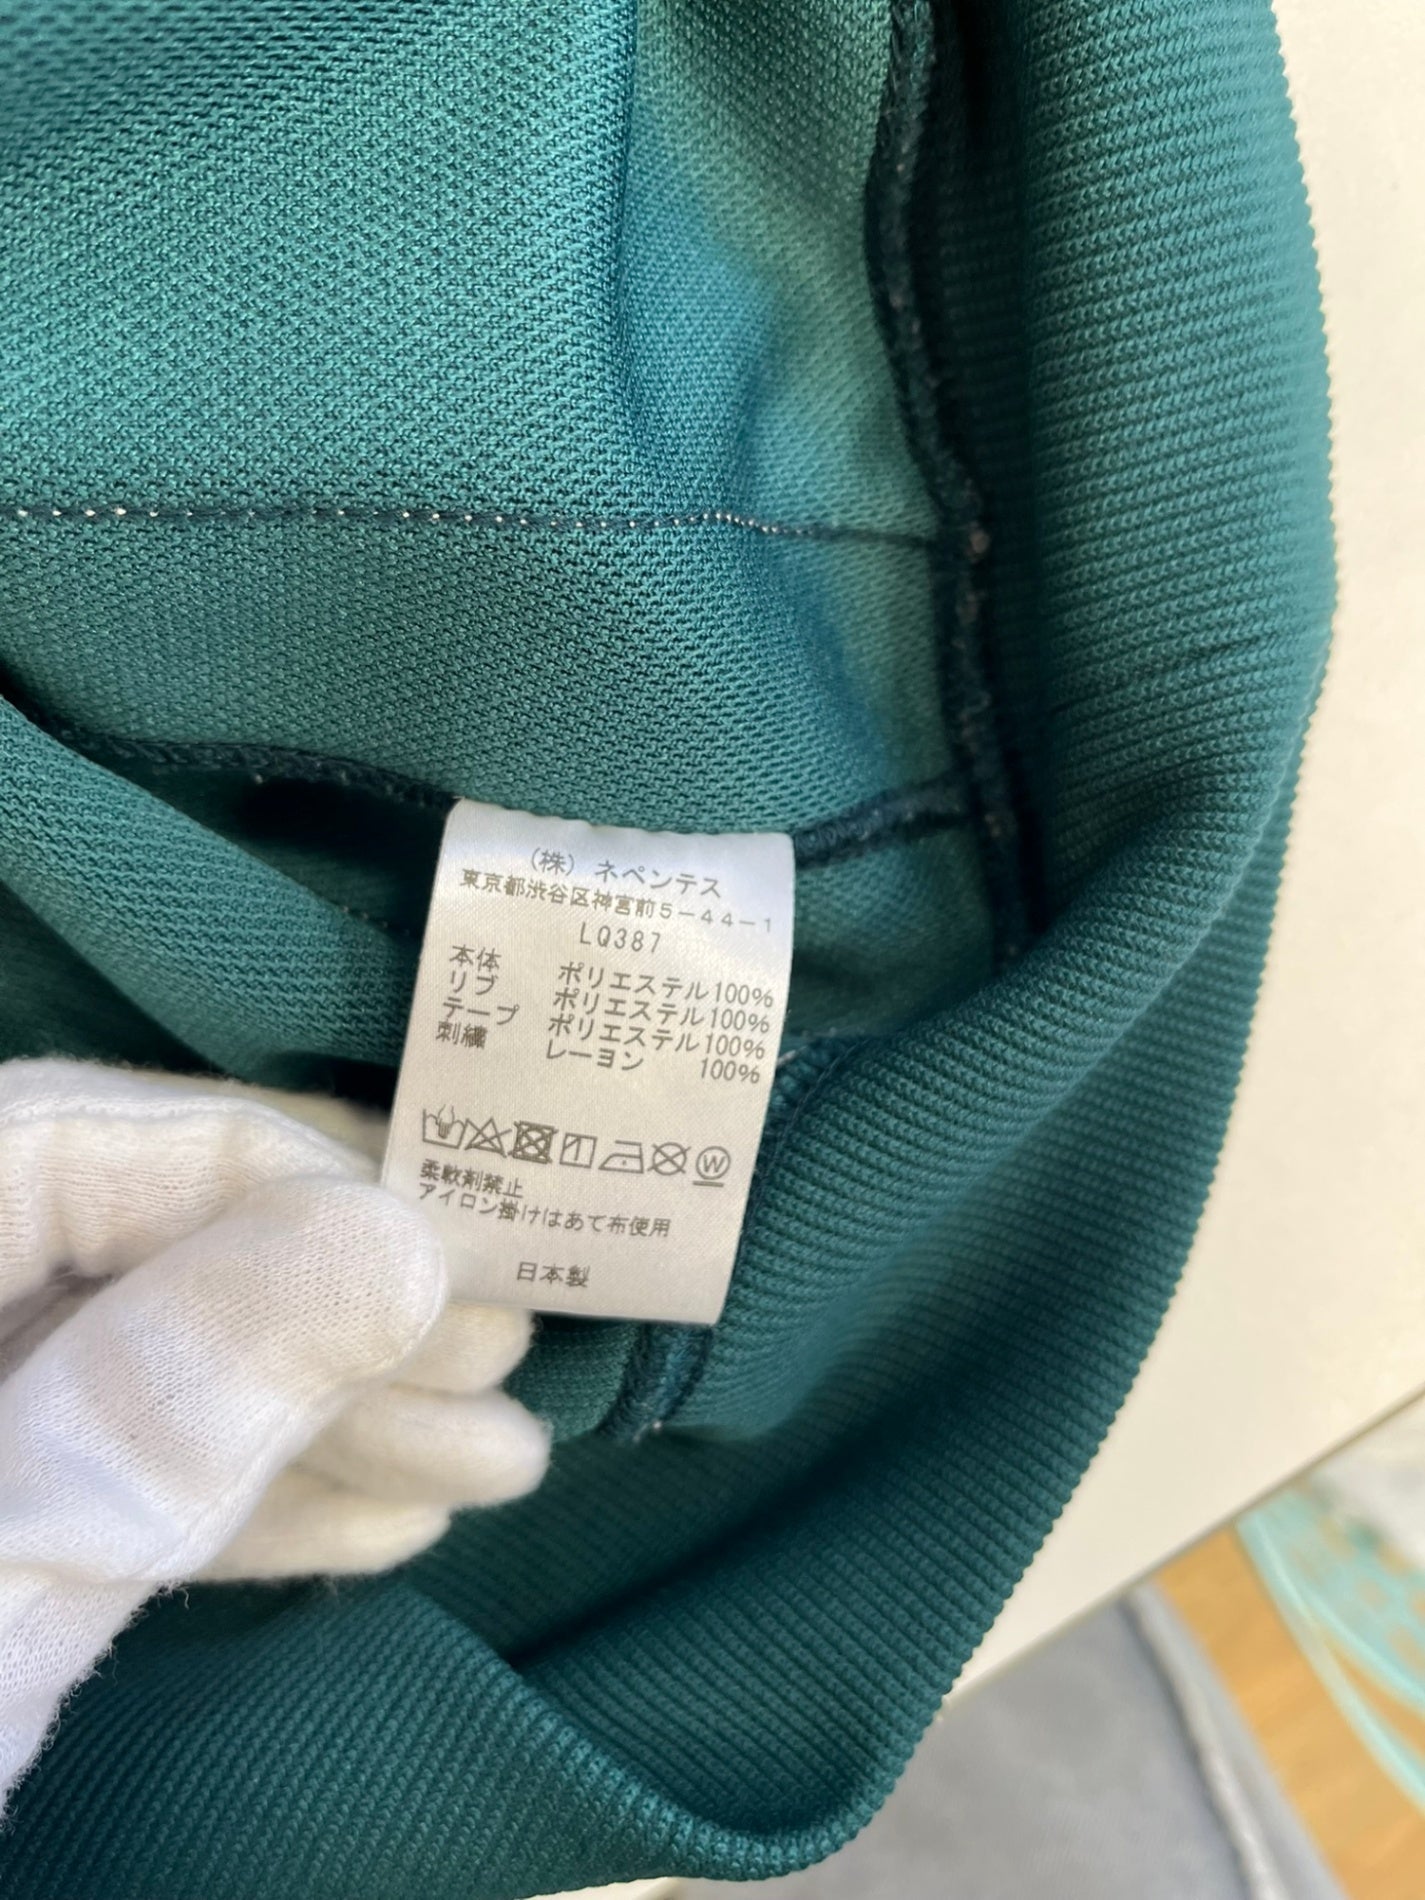 （株）ネペンテス
東京都渋谷区神宮前５－４４－１
LQ387
本体 ポリエステル100%
リブ ポリエステル100%
テープ ポリエステル100%
刺繍 レーヨン 100%
W
柔軟剤禁止
アイロン掛けはあて布使用
日本製